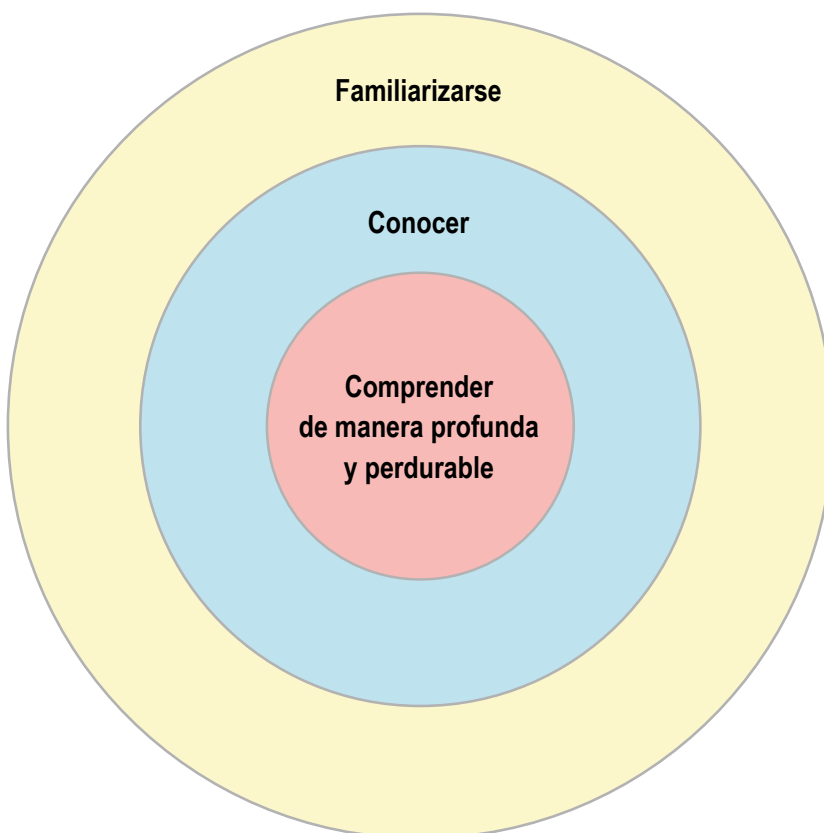 Familiarizarse
Conocer
Comprender
de manera profunda
y perdurable